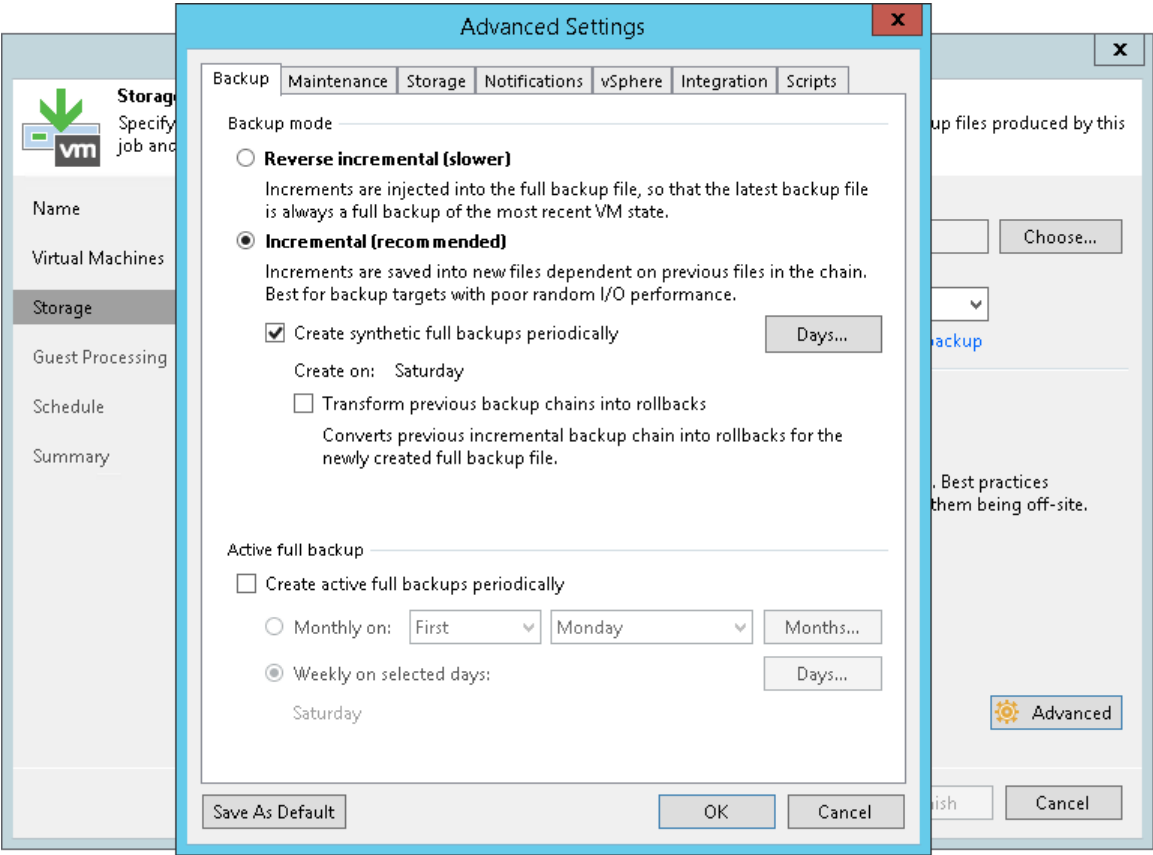 Advanced Settings
x
x
Backup
Maintenance
Storage
Notifications
vSphere
Integration
Scripts
vm
Specify
job and
up files produced by this
Name
Virtual Machines
Storage
Guest Processing
Schedule
Summary
Backup mode
Reverse incremental (slower)
Increments are injected into the full backup file, so that the latest backup file
is always a full backup of the most recent VM state.
Incremental (recommended)
Increments are saved into new files dependent on previous files in the chain.
Best for backup targets with poor random I/O performance.
Create synthetic full backups periodically
Days...
Create on: Saturday
Transform previous backup chains into rollbacks
Converts previous incremental backup chain into rollbacks for the
newly created full backup file.
Active full backup
Create active full backups periodically
Monthly on:
First
Monday
Months...
Weekly on selected days:
Days...
Saturday
Save As Default
OK
Cancel
Choose...
. Best practices
them being off-site.
Advanced
Cancel